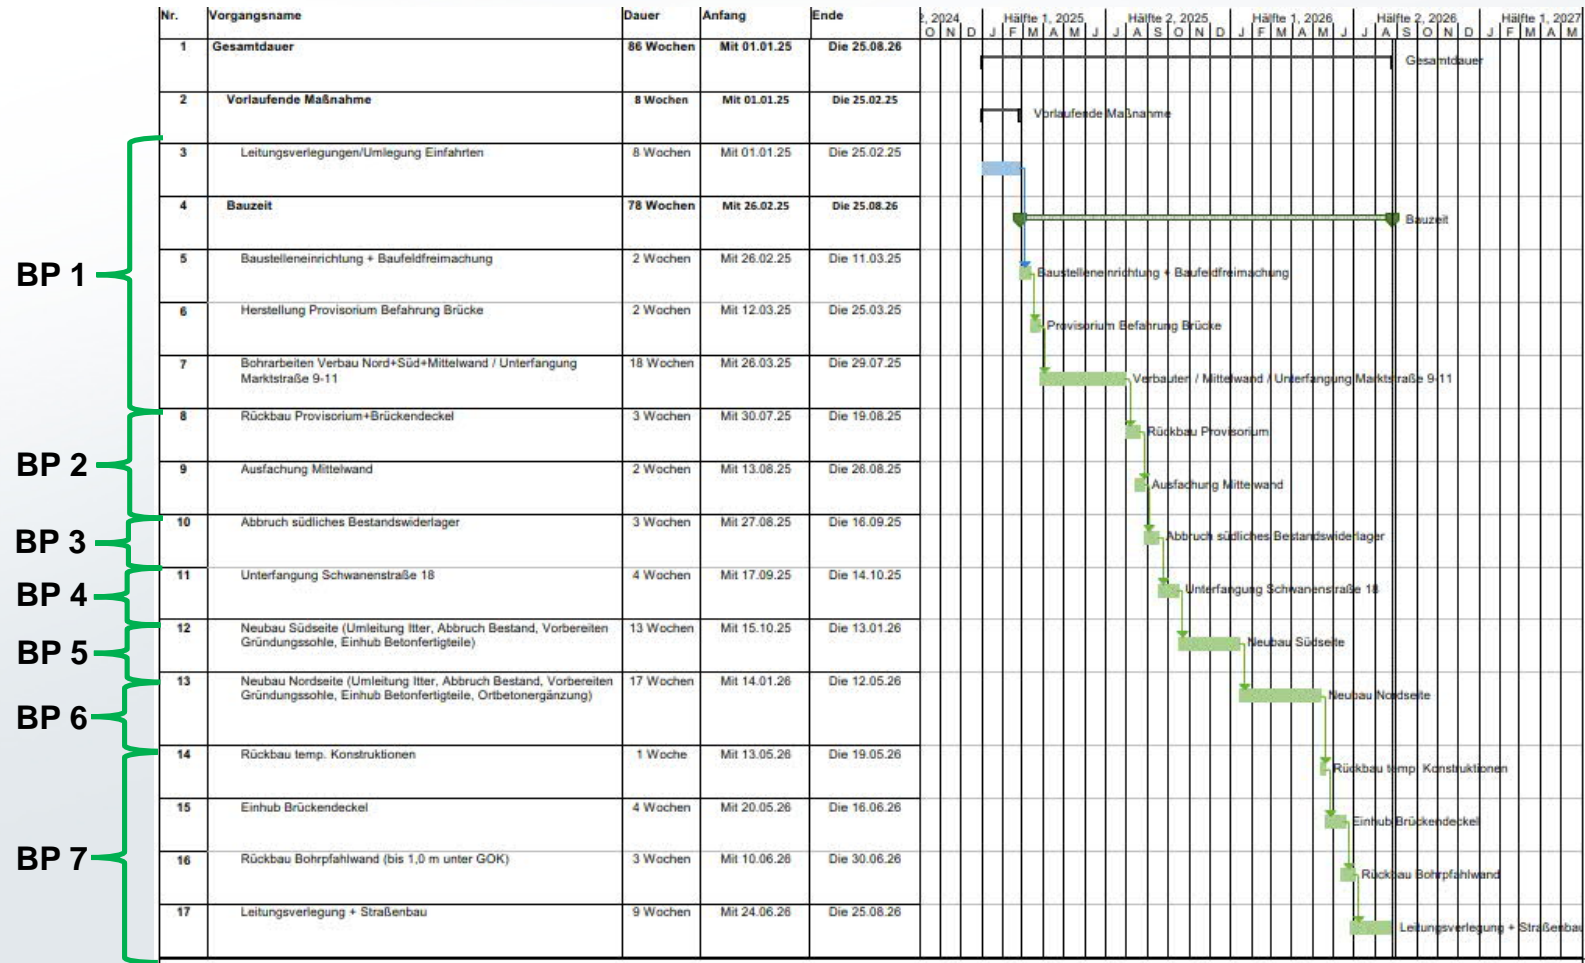 Nr. Vorgangsname Dauer Anfang Ende 2, 2024 Hälfte 1, 2025 Hälfte 2, 2025 Hälfte 1, 2026 Hälfte 2, 2026 Hälfte 1, 2027
O N D J F M A M J J A S O N D J F M A M J J A S O N D J F M A M
1 Gesamtdauer 86 Wochen Mit 01.01.25 Die 25.08.26 Gesamtdauer
2 Vorlaufende Maßnahme 8 Wochen Mit 01.01.25 Die 25.02.25 Vorlaufende Maßnahme
3 Leitungsverlegungen/Umlegung Einfahrten 8 Wochen Mit 01.01.25 Die 25.02.25
4 Bauzeit 78 Wochen Mit 26.02.25 Die 25.08.26 Bauzeit
BP 1
5 Baustelleneinrichtung + Baufeldfreimachung 2 Wochen Mit 26.02.25 Die 11.03.25 Baustelleneinrichtung + Baufeldfreimachung
6 Herstellung Provisorium Befahrung Brücke 2 Wochen Mit 12.03.25 Die 25.03.25 Provisorium Befahrung Brücke
7 Bohrarbeiten Verbau Nord+Süd+Mittelwand / Unterfangung 18 Wochen Mit 26.03.25 Die 29.07.25 Verbauten / Mittelwand / Unterfangung Marktstraße 9-11
Marktstraße 9-11
8 Rückbau Provisorium+Brückendeckel 3 Wochen Mit 30.07.25 Die 19.08.25 Rückbau Provisorium
BP 2
9 Ausfachung Mittelwand 2 Wochen Mit 13.08.25 Die 26.08.25 Ausfachung Mittelwand
10 Abbruch südliches Bestandswiderlager 3 Wochen Mit 27.08.25 Die 16.09.25 Abbruch südliches Bestandswiderlager
BP 3
11 Unterfangung Schwanenstraße 18 4 Wochen Mit 17.09.25 Die 14.10.25 Unterfangung Schwanenstraße 18
BP 4
12 Neubau Südseite (Umleitung Itter, Abbruch Bestand, Vorbereiten 13 Wochen Mit 15.10.25 Die 13.01.26 Neubau Südseite
Gründungssohle, Einhub Betonfertigteile)
BP 5
13 Neubau Nordseite (Umleitung Itter, Abbruch Bestand, Vorbereiten 17 Wochen Mit 14.01.26 Die 12.05.26 Neubau Nordseite
Gründungssohle, Einhub Betonfertigteile, Ortbetonergänzung)
BP 6
14 Rückbau temp. Konstruktionen 1 Woche Mit 13.05.26 Die 19.05.26 Rückbau temp. Konstruktionen
15 Einhub Brückendeckel 4 Wochen Mit 20.05.26 Die 16.06.26 Einhub Brückendeckel
BP 7
16 Rückbau Bohrpfahlwand (bis 1,0 m unter GOK) 3 Wochen Mit 10.06.26 Die 30.06.26 Rückbau Bohrpfahlwand
17 Leitungsverlegung + Straßenbau 9 Wochen Mit 24.06.26 Die 25.08.26 Leitungsverlegung + Straßenbau